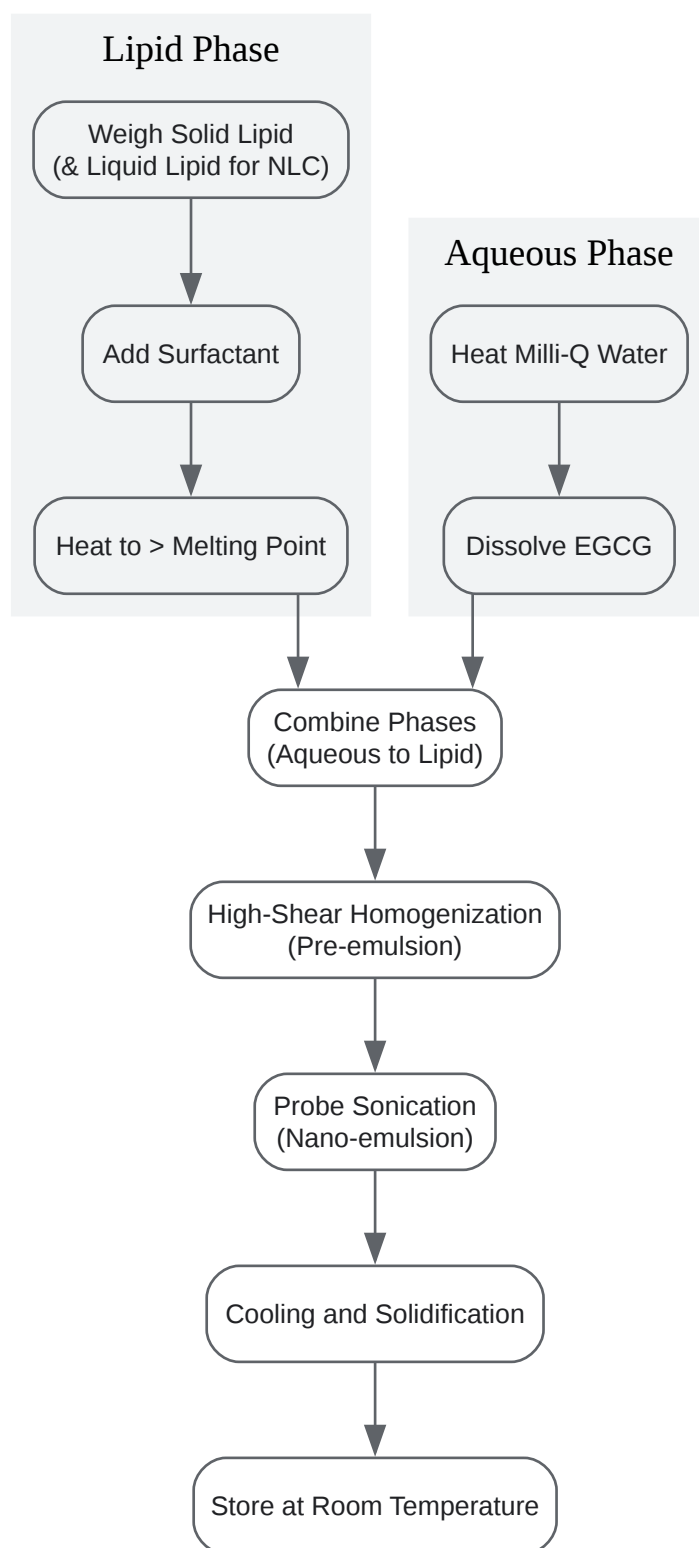 Lipid Phase
Weigh Solid Lipid
(& Liquid Lipid for NLC)
Add Surfactant
Heat to > Melting Point
Aqueous Phase
Heat Milli-Q Water
Dissolve EGCG
Combine Phases
(Aqueous to Lipid)
High-Shear Homogenization
(Pre-emulsion)
Probe Sonication
(Nano-emulsion)
Cooling and Solidification
Store at Room Temperature